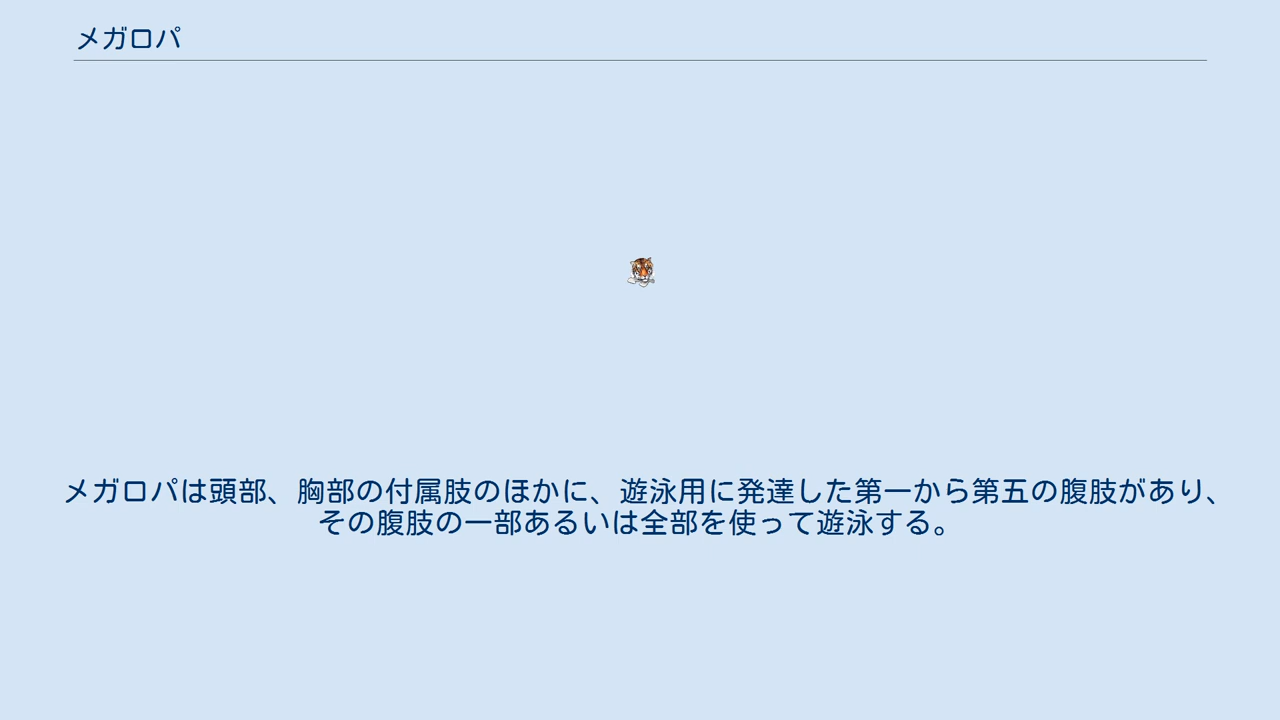 メガロパ
メガロパは頭部、胸部の付属肢のほかに、遊泳用に発達した第一から第五の腹肢があり、
その腹肢の一部あるいは全部を使って遊泳する。